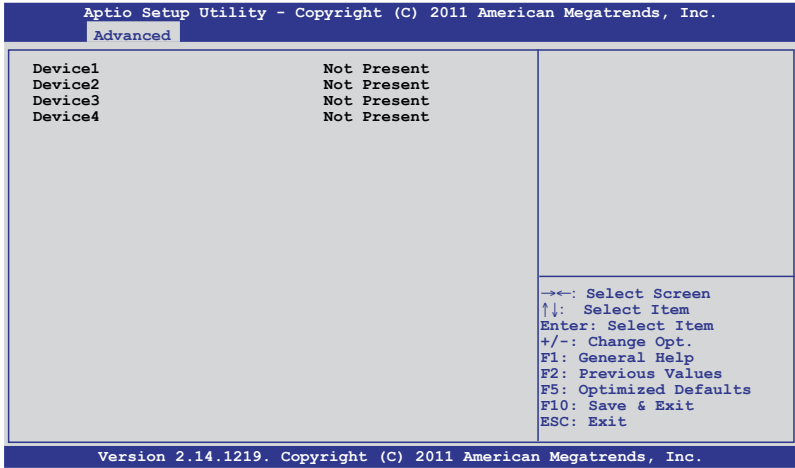 Aptio Setup Utility - Copyright (C) 2011 American Megatrends, Inc.
Advanced
Device1 Not Present
Device2 Not Present
Device3 Not Present
Device4 Not Present
→←: Select Screen
↑↓: Select Item
Enter: Select Item
+/-: Change Opt.
F1: General Help
F2: Previous Values
F5: Optimized Defaults
F10: Save & Exit
ESC: Exit
Version 2.14.1219. Copyright (C) 2011 American Megatrends, Inc.